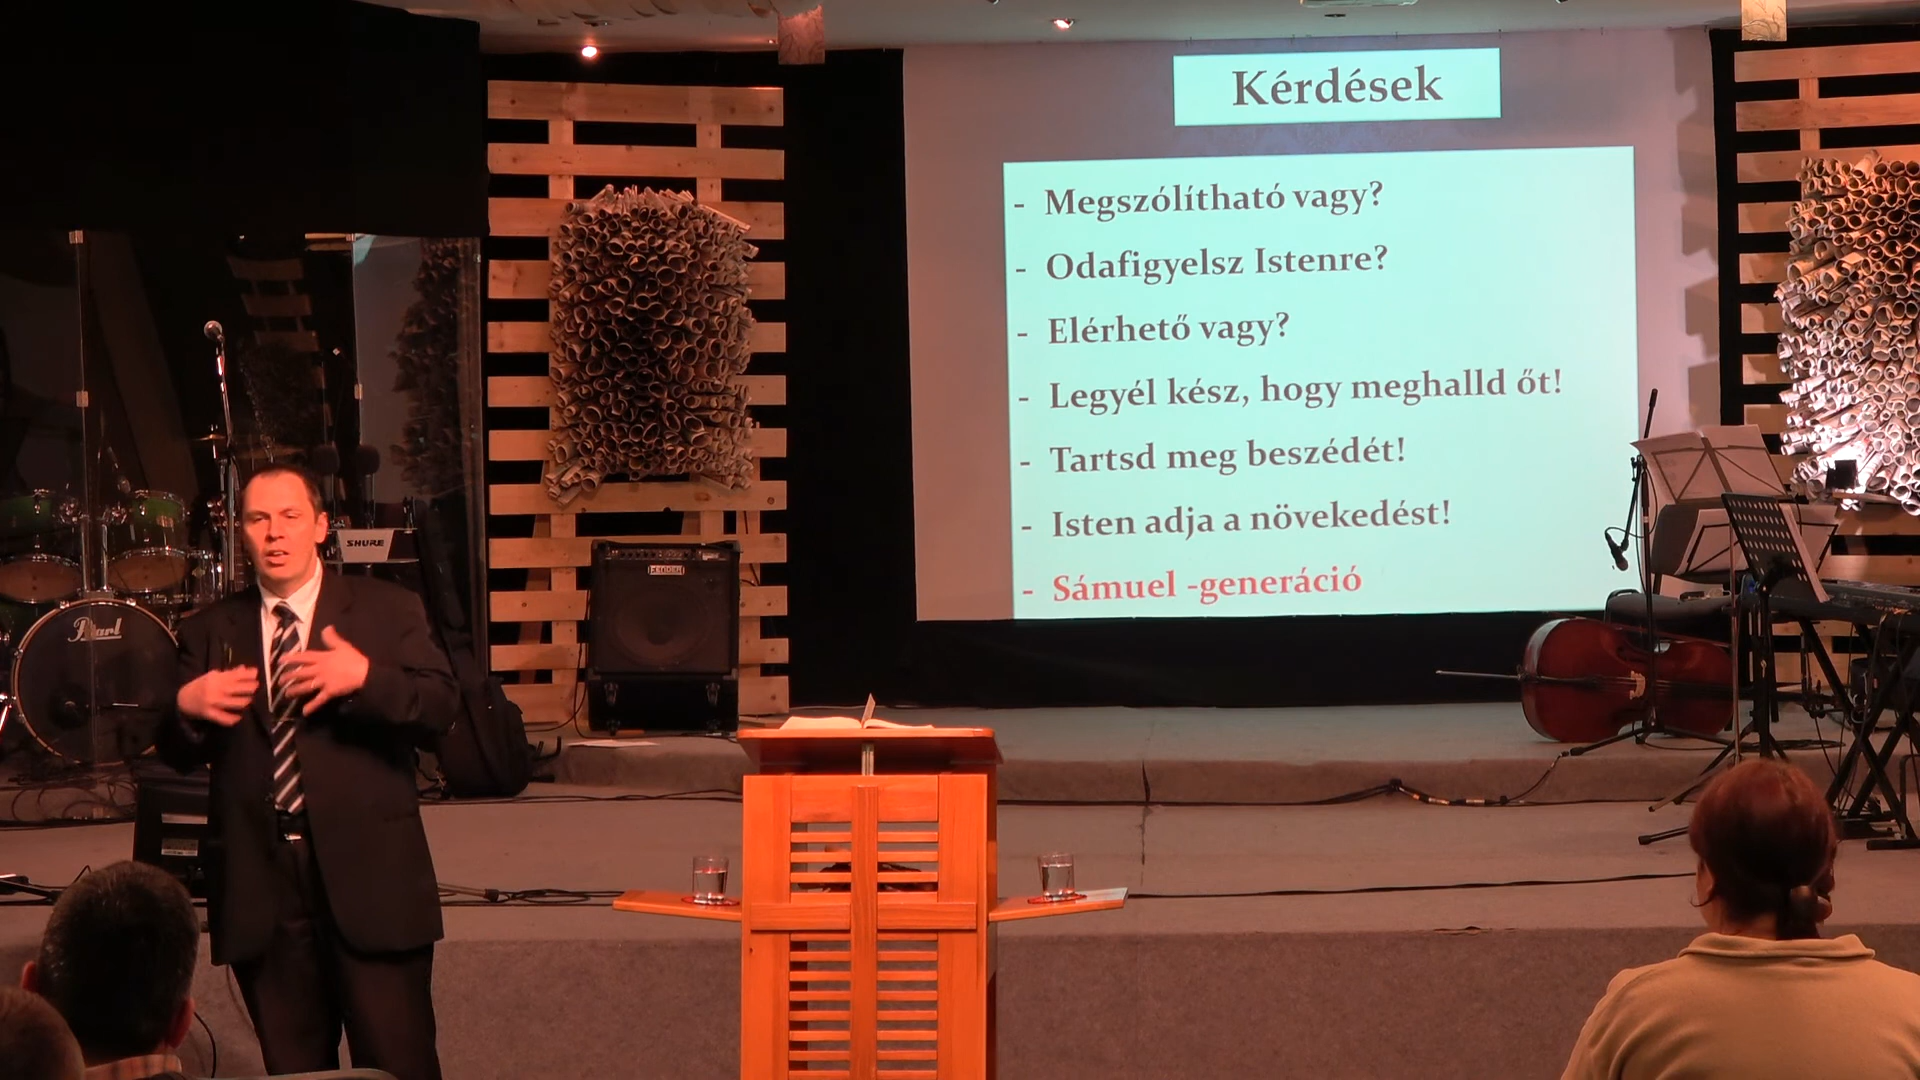 Kérdések
- Megszólítható vagy?
- Odafigyelsz Istenre?
- Elérhető vagy?
- Legyél kész, hogy meghalld őt!
- Tartsd meg beszédét!
- Isten adja a növekedést!
- Sámuel -generáció
SHURE
FENDER
Pearl